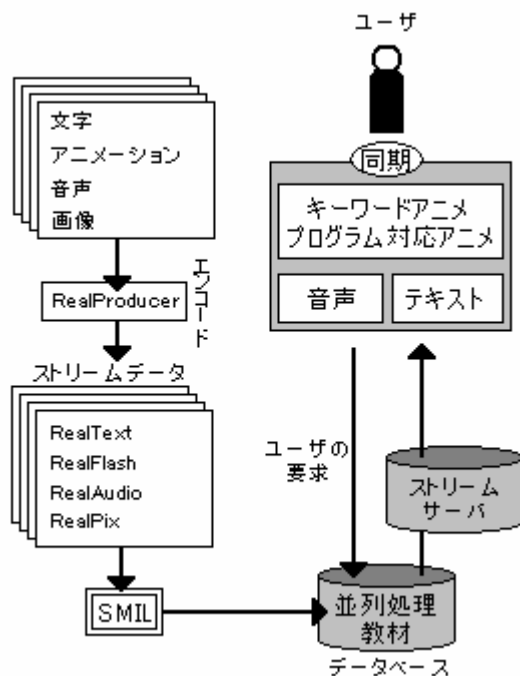 文字
アニメーション
音声
画像
RealProducer
エンコード
ストリームデータ
RealText
RealFlash
RealAudio
RealPix
SMIL
ユーザ
同期
キーワードアニメ
プログラム対応アニメ
音声
テキスト
ユーザの
要求
ストリーム
サーバ
並列処理
教材
データベース